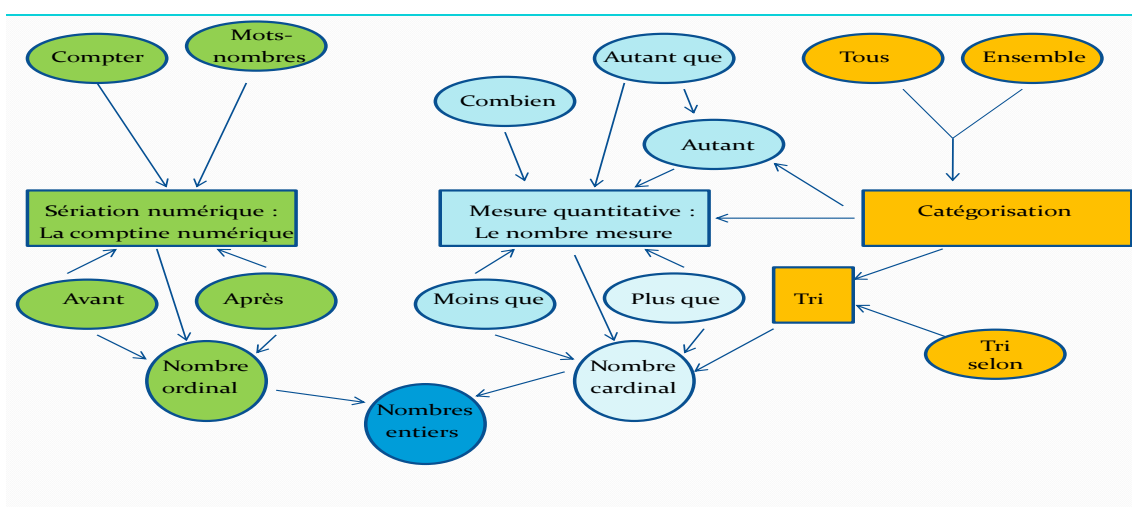 Compter
Mots-
nombres
Autant que
Tous
Ensemble
Combien
Autant
Sériation numérique :
La comptine numérique
Mesure quantitative :
Le nombre mesure
Catégorisation
Avant
Après
Moins que
Plus que
Tri
Tri
selon
Nombre
ordinal
Nombre
cardinal
Nombres
entiers